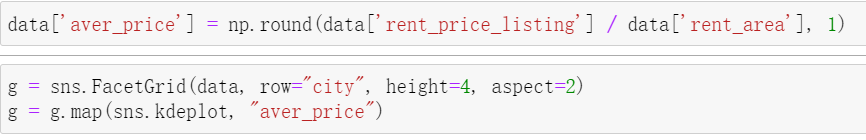 data['aver_price'] = np.round(data['rent_price_listing'] / data['rent_area'], 1)
g = sns.FacetGrid(data, row="city", height=4, aspect=2)
g = g.map(sns.kdeplot, "aver_price")